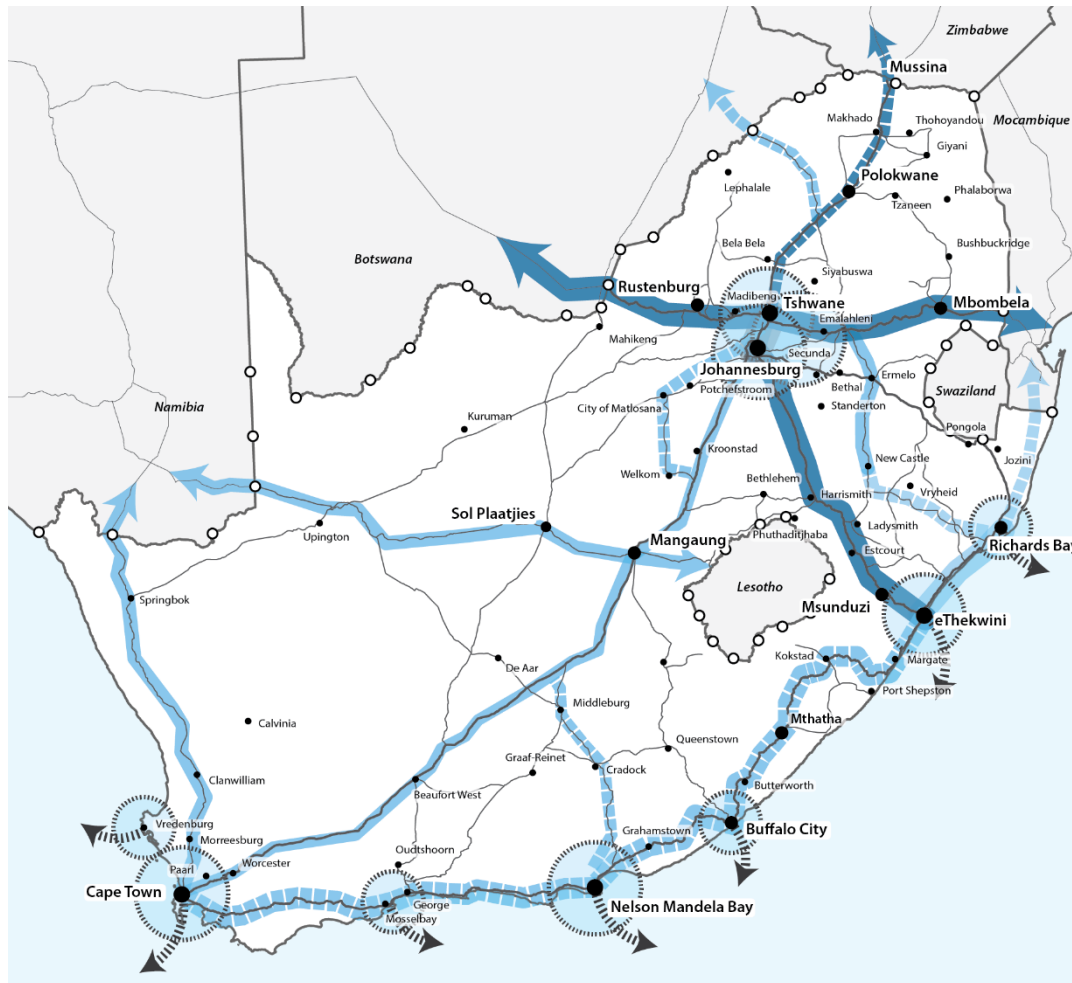 Zimbabwe
Mussina
Mocambique
Makhado
Thohoyandou
Giyani
Polokwane
Lephalale
Tzaneen
Phalaborwa
Botswana
Bela Bela
Bushbuckridge
Siyabuswa
Rustenburg
Madibeng
Tshwane
Mbombela
Emalahleni
Mahikeng
Secunda
Johannesburg
Ermelo
Swaziland
Potchefstroom
Bethal
City of Matlosana
Standerton
Namibia
Kuruman
Pongola
Kroonstad
Jozini
New Castle
Welkom
Bethlehem
Vryheid
Harrismith
Sol Plaatjies
Upington
Ladysmith
Phuthaditjhaba
Mangaung
Richards Bay
Estcourt
Lesotho
Springbok
Msunduzi
eThekwini
Kokstad
Margate
De Aar
Port Shepston
Middleburg
Mthatha
Calvinia
Queenstown
Graaf-Reinet
Cradock
Clanwilliam
Butterworth
Beaufort West
Vredenburg
Grahamstown
Buffalo City
Morreesburg
Oudtshoorn
Worcester
Paarl
Cape Town
George
Mosselbay
Nelson Mandela Bay